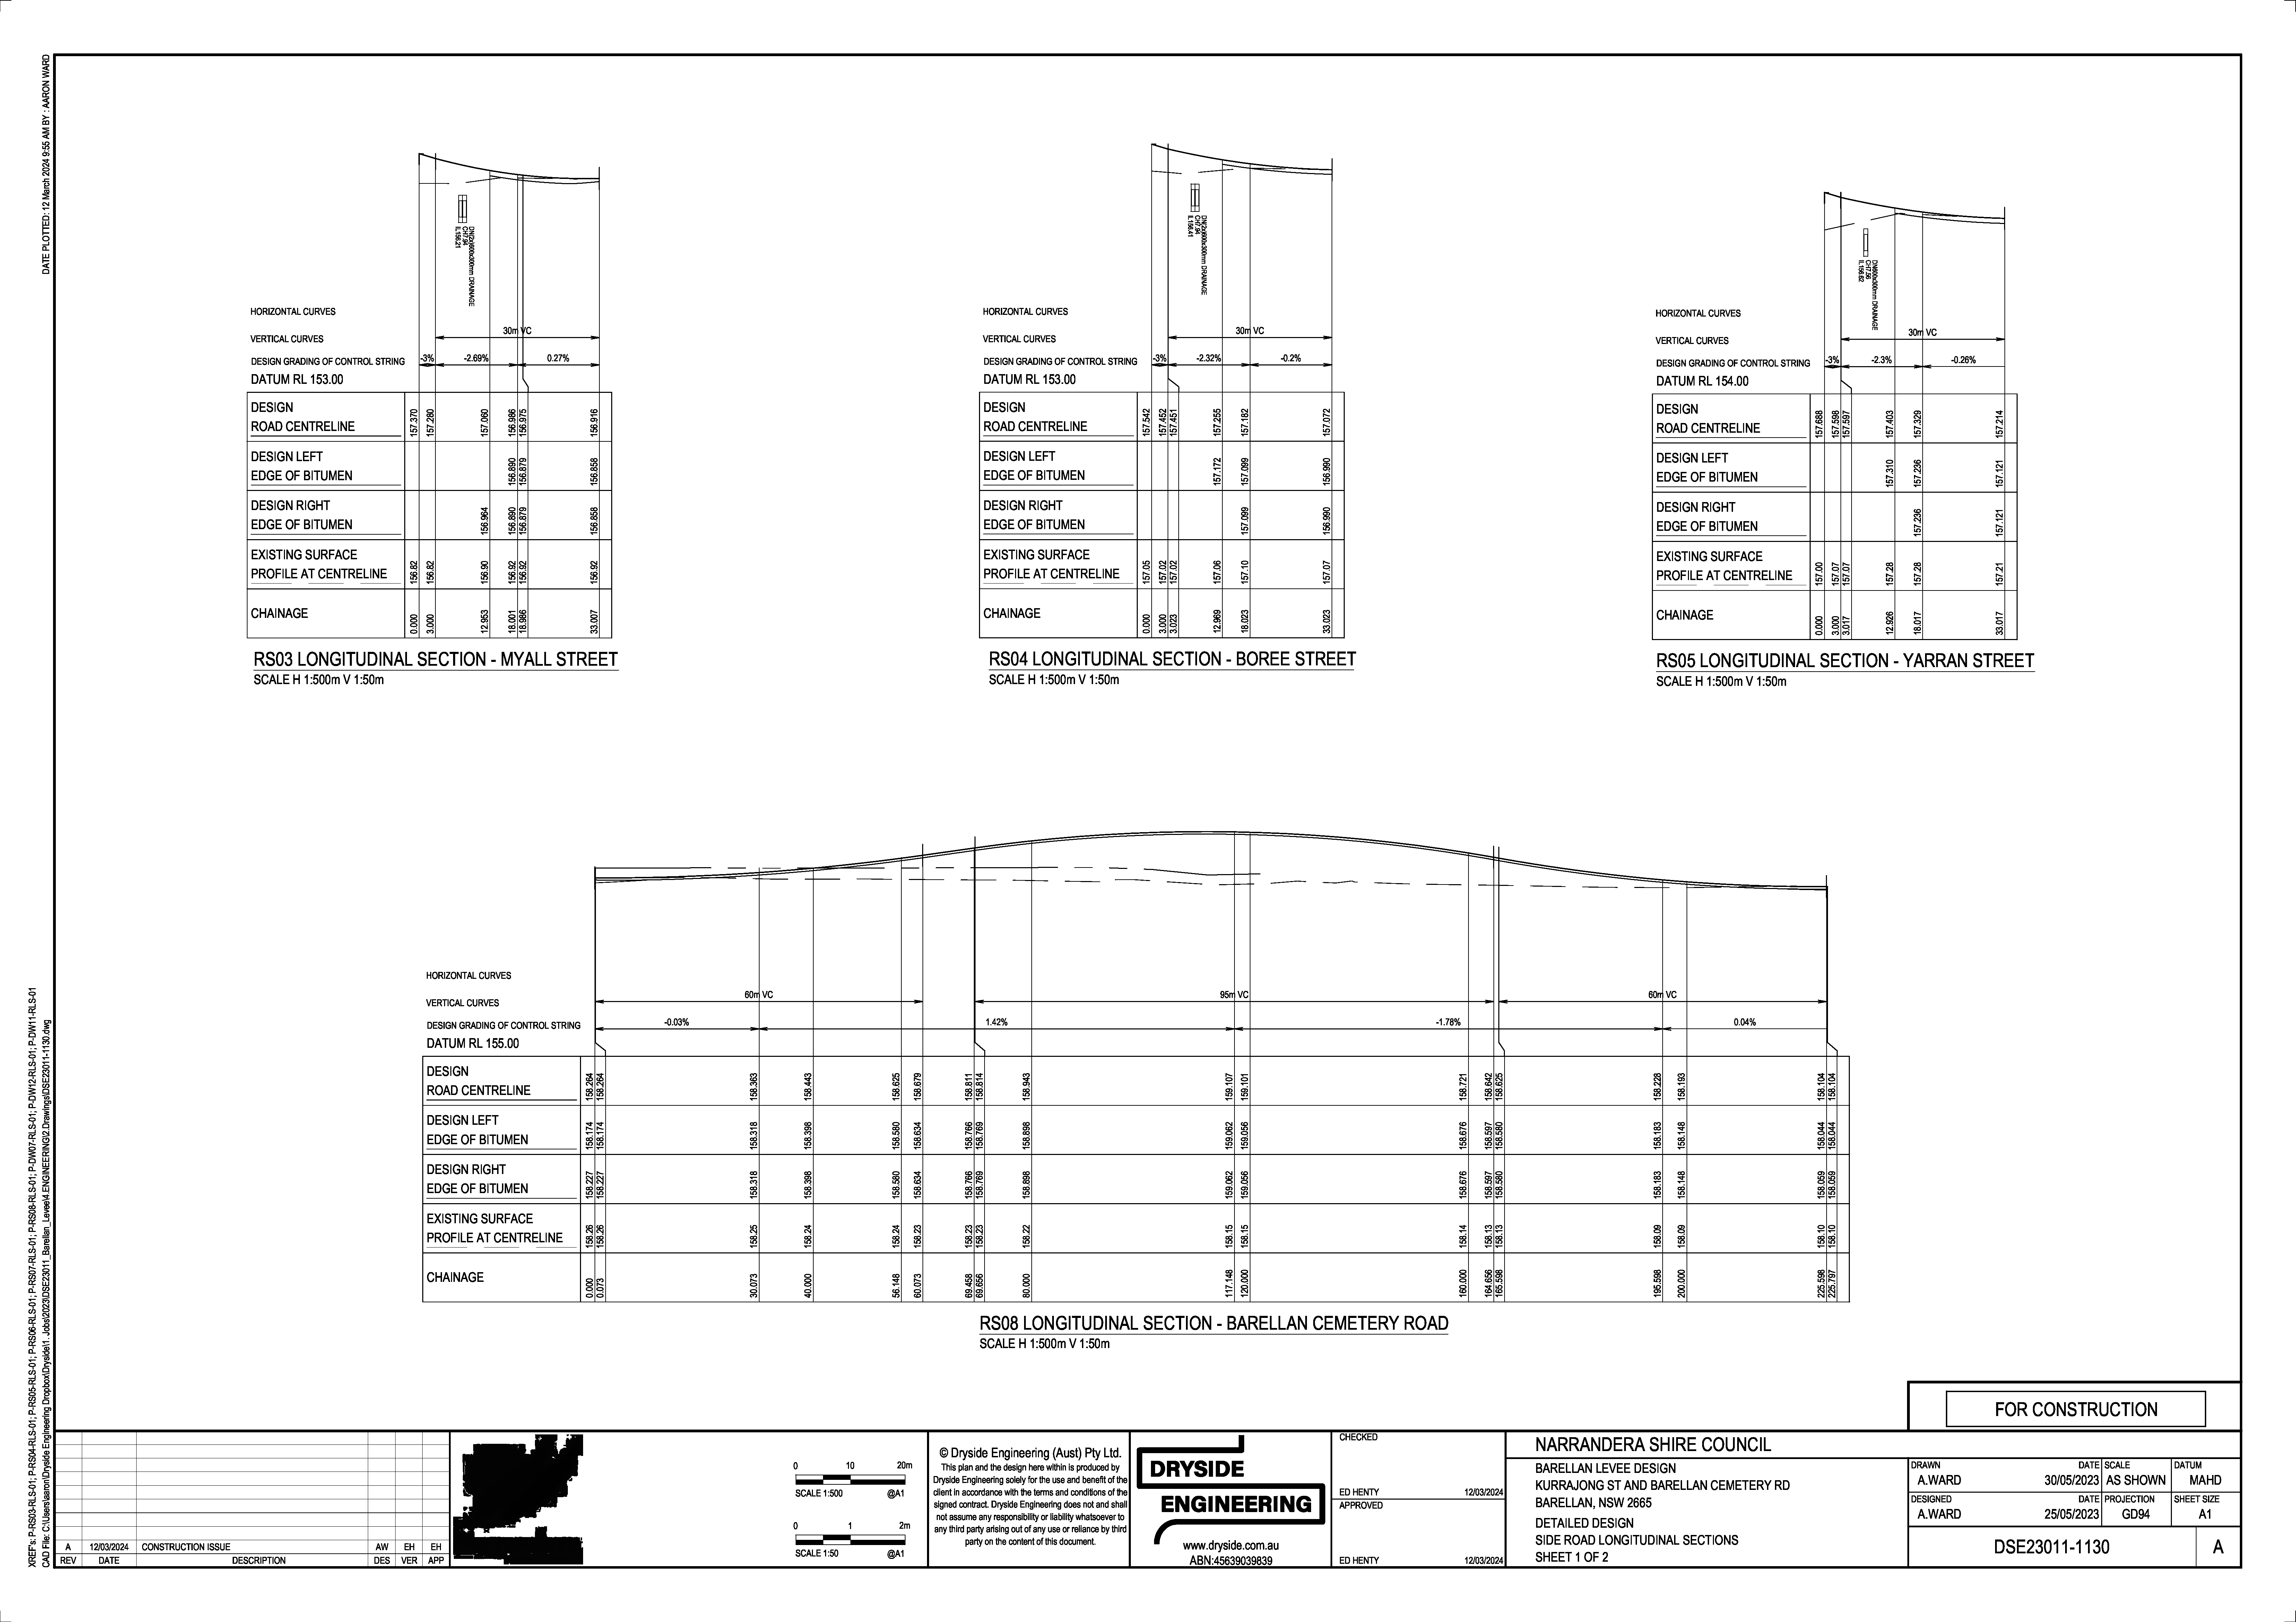 DATE PLOTTED: 12 March 2024 9:55 AM BY : AARON WARD
XREF's: P-RS03-RLS-01; P-RS04-RLS-01; P-RS05-RLS-01; P-RS06-RLS-01; P-RS07-RLS-01; P-RS08-RLS-01; P-DW07-RLS-01; P-DW12-RLS-01; P-DW11-RLS-01
CAD File: C:\Users\aaron\Dryside Engineering Dropbox\Dryside\1. Jobs\2023\DSE23011_Barellan_Levee\4.ENGINEERING\2.Drawings\DSE23011-1130.dwg
DN(2x)600x300mm DRAINAGE
CH7.94
IL156.21
HORIZONTAL CURVES
VERTICAL CURVES 30m VC
DESIGN GRADING OF CONTROL STRING -3% -2.69% 0.27%
DATUM RL 153.00
DESIGN
ROAD CENTRELINE 157.370 157.280 157.060 156.986 156.975 156.916
DESIGN LEFT
EDGE OF BITUMEN 156.890 156.879 156.858
DESIGN RIGHT
EDGE OF BITUMEN 156.964 156.890 156.879 156.858
EXISTING SURFACE
PROFILE AT CENTRELINE 156.82 156.82 156.90 156.92 156.92 156.92
CHAINAGE 0.000 3.000 12.953 18.001 18.986 33.007
RS03 LONGITUDINAL SECTION - MYALL STREET
SCALE H 1:500m V 1:50m
DN(2x)600x300mm DRAINAGE
CH7.94
IL156.41
HORIZONTAL CURVES
VERTICAL CURVES 30m VC
DESIGN GRADING OF CONTROL STRING -3% -2.32% -0.2%
DATUM RL 153.00
DESIGN
ROAD CENTRELINE 157.542 157.452 157.451 157.255 157.182 157.072
DESIGN LEFT
EDGE OF BITUMEN 157.172 157.099 156.990
DESIGN RIGHT
EDGE OF BITUMEN 157.099 156.990
EXISTING SURFACE
PROFILE AT CENTRELINE 157.05 157.02 157.02 157.06 157.10 157.07
CHAINAGE 0.000 3.000 3.023 12.969 18.023 33.023
RS04 LONGITUDINAL SECTION - BOREE STREET
SCALE H 1:500m V 1:50m
DN600x300mm DRAINAGE
CH7.56
IL156.62
HORIZONTAL CURVES
VERTICAL CURVES 30m VC
DESIGN GRADING OF CONTROL STRING -3% -2.3% -0.26%
DATUM RL 154.00
DESIGN
ROAD CENTRELINE 157.688 157.598 157.597 157.403 157.329 157.214
DESIGN LEFT
EDGE OF BITUMEN 157.310 157.236 157.121
DESIGN RIGHT
EDGE OF BITUMEN 157.236 157.121
EXISTING SURFACE
PROFILE AT CENTRELINE 157.00 157.07 157.07 157.28 157.28 157.21
CHAINAGE 0.000 3.000 3.017 12.926 18.017 33.017
RS05 LONGITUDINAL SECTION - YARRAN STREET
SCALE H 1:500m V 1:50m
HORIZONTAL CURVES
VERTICAL CURVES 60m VC 95m VC 60m VC
DESIGN GRADING OF CONTROL STRING -0.03% 1.42% -1.78% 0.04%
DATUM RL 155.00
DESIGN
ROAD CENTRELINE 158.264 158.264 158.363 158.443 158.625 158.679 158.811 158.814 158.943 159.107 159.101 158.721 158.642 158.625 158.228 158.193 158.104 158.104
DESIGN LEFT
EDGE OF BITUMEN 158.174 158.174 158.318 158.398 158.580 158.634 158.766 158.769 158.898 159.062 159.056 158.676 158.597 158.580 158.183 158.148 158.044 158.044
DESIGN RIGHT
EDGE OF BITUMEN 158.227 158.227 158.318 158.398 158.580 158.634 158.766 158.769 158.898 159.062 159.056 158.676 158.597 158.580 158.183 158.148 158.059 158.059
EXISTING SURFACE
PROFILE AT CENTRELINE 158.26 158.26 158.25 158.24 158.24 158.23 158.23 158.23 158.22 158.15 158.15 158.14 158.13 158.13 158.09 158.09 158.10 158.10
CHAINAGE 0.000 0.073 30.073 40.000 56.148 60.073 69.458 69.656 80.000 117.148 120.000 160.000 164.656 165.598 195.598 200.000 225.598 225.797
RS08 LONGITUDINAL SECTION - BARELLAN CEMETERY ROAD
SCALE H 1:500m V 1:50m
FOR CONSTRUCTION
A 12/03/2024 CONSTRUCTION ISSUE AW EH EH
REV DATE DESCRIPTION DES VER APP
0 10 20m
SCALE 1:500 @A1
0 1 2m
SCALE 1:50 @A1
© Dryside Engineering (Aust) Pty Ltd.
This plan and the design here within is produced by
Dryside Engineering solely for the use and benefit of the
client in accordance with the terms and conditions of the
signed contract. Dryside Engineering does not and shall
not assume any responsibility or liability whatsoever to
any third party arising out of any use or reliance by third
party on the content of this document.
DRYSIDE
ENGINEERING
www.dryside.com.au
ABN:45639039839
CHECKED
ED HENTY 12/03/2024
APPROVED
ED HENTY 12/03/2024
NARRANDERA SHIRE COUNCIL
BARELLAN LEVEE DESIGN
KURRAJONG ST AND BARELLAN CEMETERY RD
BARELLAN, NSW 2665
DETAILED DESIGN
SIDE ROAD LONGITUDINAL SECTIONS
SHEET 1 OF 2
DRAWN DATE SCALE DATUM
A.WARD 30/05/2023 AS SHOWN MAHD
DESIGNED DATE PROJECTION SHEET SIZE
A.WARD 25/05/2023 GD94 A1
DSE23011-1130 A